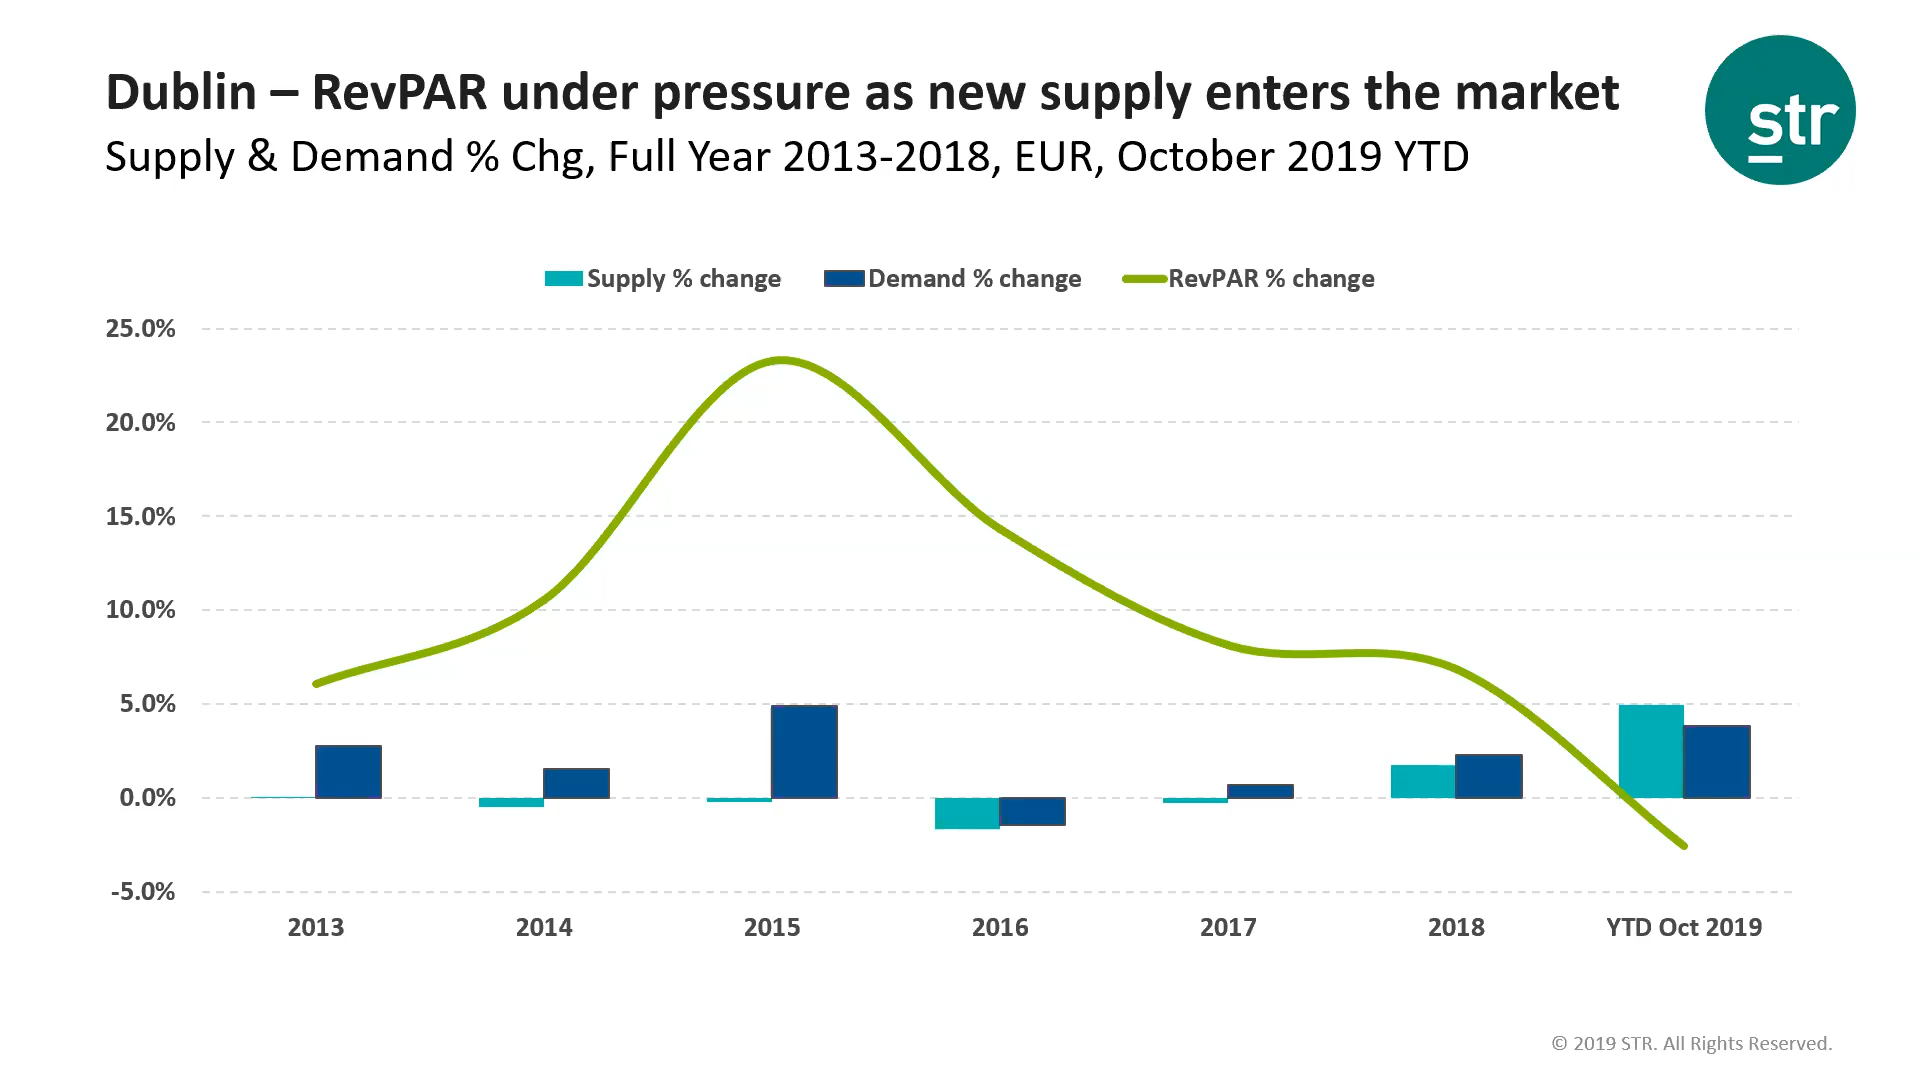 Dublin – RevPAR under pressure as new supply enters the market
Supply & Demand % Chg, Full Year 2013-2018, EUR, October 2019 YTD
str
Supply % change
Demand % change
RevPAR % change
25.0%
20.0%
15.0%
10.0%
5.0%
0.0%
-5.0%
2013
2014
2015
2016
2017
2018
YTD Oct 2019
© 2019 STR. All Rights Reserved.